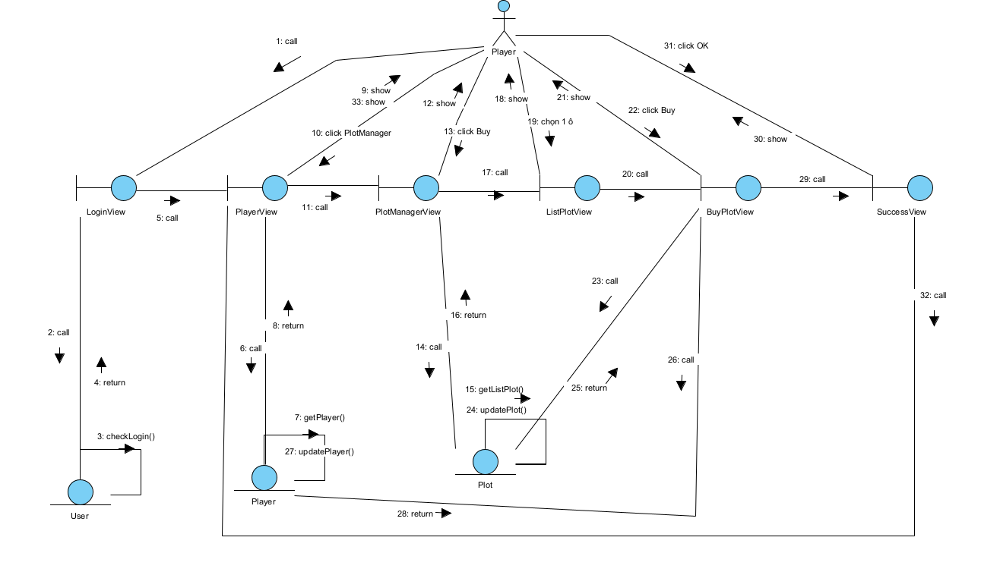 Player
1: call
31: click OK
9: show
33: show
12: show
18: show
21: show
22: click Buy
19: chọn 1 ô
10: click PlotManager
13: click Buy
30: show
17: call
20: call
29: call
11: call
5: call
LoginView
PlayerView
PlotManagerView
ListPlotView
BuyPlotView
SuccessView
23: call
32: call
16: return
8: return
2: call
6: call
14: call
26: call
4: return
15: getListPlot()
25: return
24: updatePlot()
7: getPlayer()
3: checkLogin()
27: updatePlayer()
Plot
Player
User
28: return